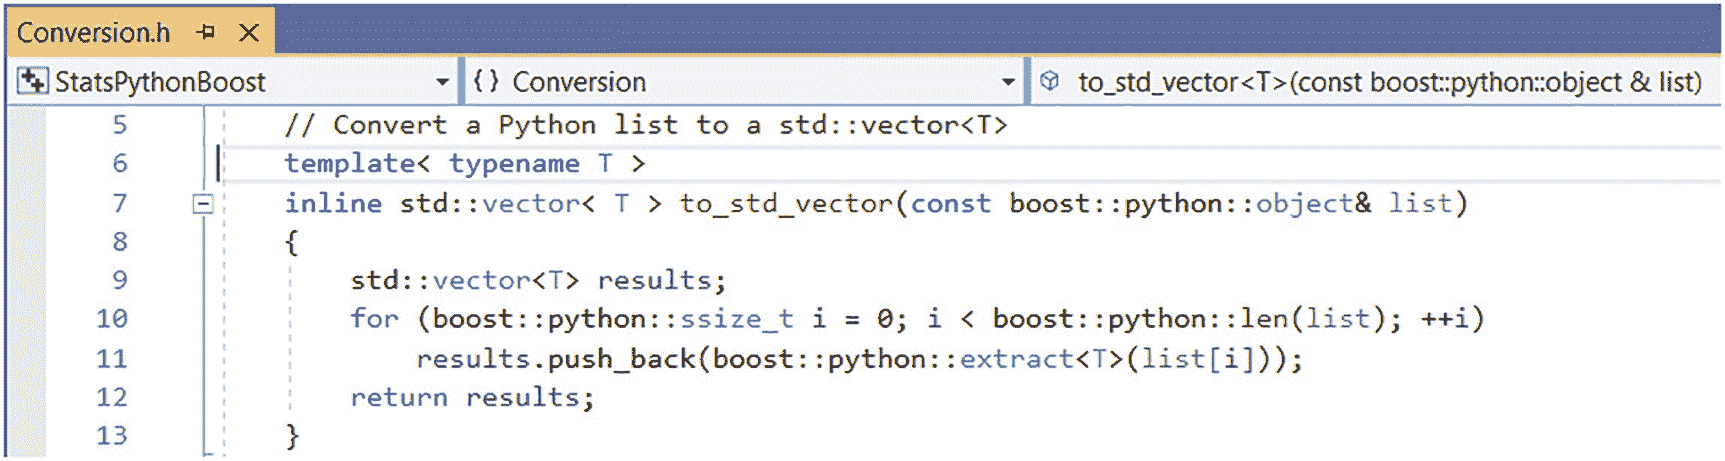 Conversion.h
StatsPythonBoost {} Conversion to_std_vector<T>(const boost::python::object & list)
5 // Convert a Python list to a std::vector<T>
6 template< typename T >
7 inline std::vector< T > to_std_vector(const boost::python::object& list)
8 {
9 std::vector<T> results;
10 for (boost::python::ssize_t i = 0; i < boost::python::len(list); ++i)
11 results.push_back(boost::python::extract<T>(list[i]));
12 return results;
13 }